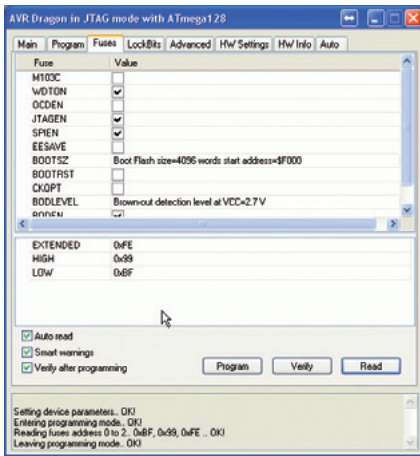 AVR Dragon in JTAG mode with ATmega128
Main Program Fuses LockBits Advanced HW Settings HW Info Auto
Fuse Value
M103C
WDTON
OCDEN
JTAGEN
SPIEN
EESAVE
BOOTSZ Boot Flash size=4096 words start address=$F000
BOOTRST
CKOPT
BODLEVEL Brown-out detection level at VCC=2.7 V
BODEN
EXTENDED 0xFE
HIGH 0x99
LOW 0xBF
Auto read
Smart warnings
Verify after programming
Program Verify Read
Setting device parameters.. OK!
Entering programming mode.. OK!
Reading fuses address 0 to 2.. 0xBF, 0x99, 0xFE .. OK!
Leaving programming mode.. OK!